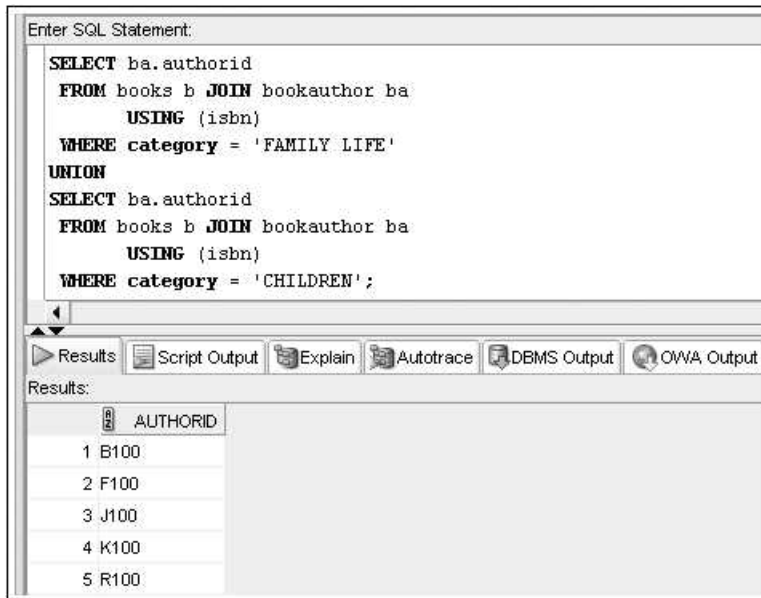 Enter SQL Statement:
SELECT ba.authorid
FROM books b JOIN bookauthor ba
USING (isbn)
WHERE category = 'FAMILY LIFE'
UNION
SELECT ba.authorid
FROM books b JOIN bookauthor ba
USING (isbn)
WHERE category = 'CHILDREN';
Results Script Output Explain Autotrace DBMS Output OWA Output
Results:
AUTHORID
1 B100
2 F100
3 J100
4 K100
5 R100